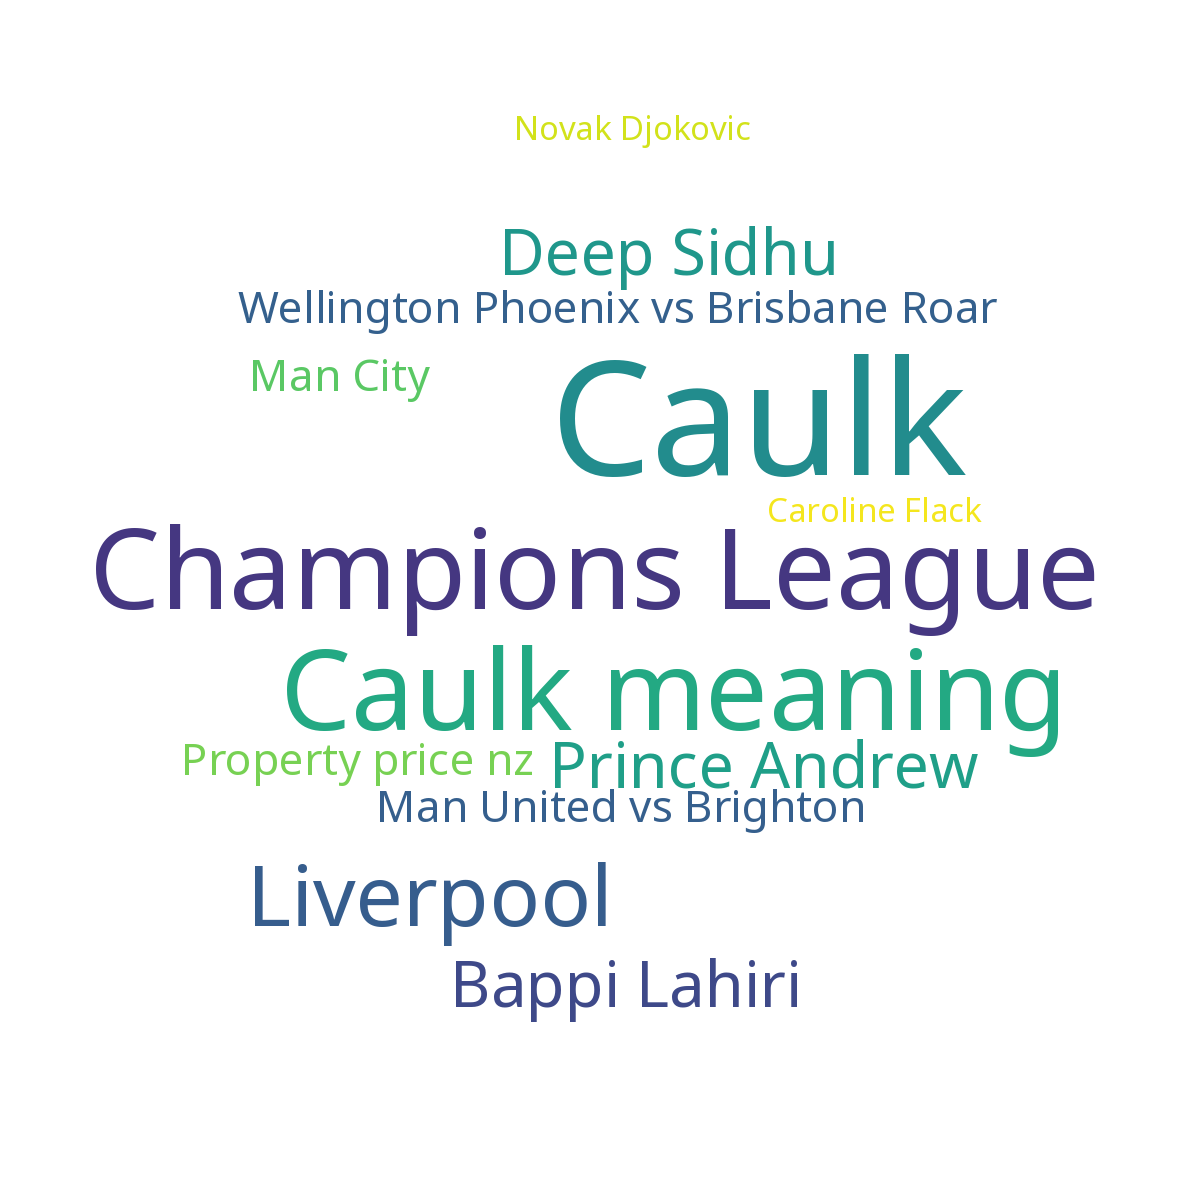 Novak Djokovic
Deep Sidhu
Wellington Phoenix vs Brisbane Roar
Man City
Caulk
Caroline Flack
Champions League
Caulk meaning
Property price nz
Prince Andrew
Man United vs Brighton
Liverpool
Bappi Lahiri